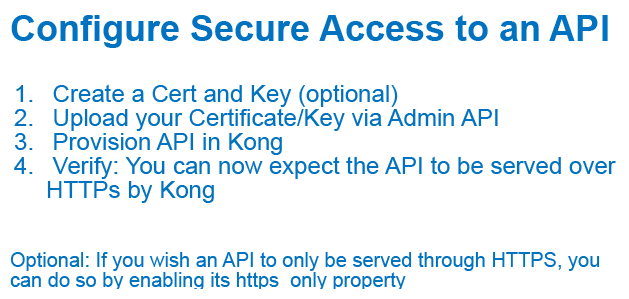 Configure Secure Access to an API
1. Create a Cert and Key (optional)
2. Upload your Certificate/Key via Admin API
3. Provision API in Kong
4. Verify: You can now expect the API to be served over
HTTPs by Kong
Optional: If you wish an API to only be served through HTTPS, you
can do so by enabling its https_only property